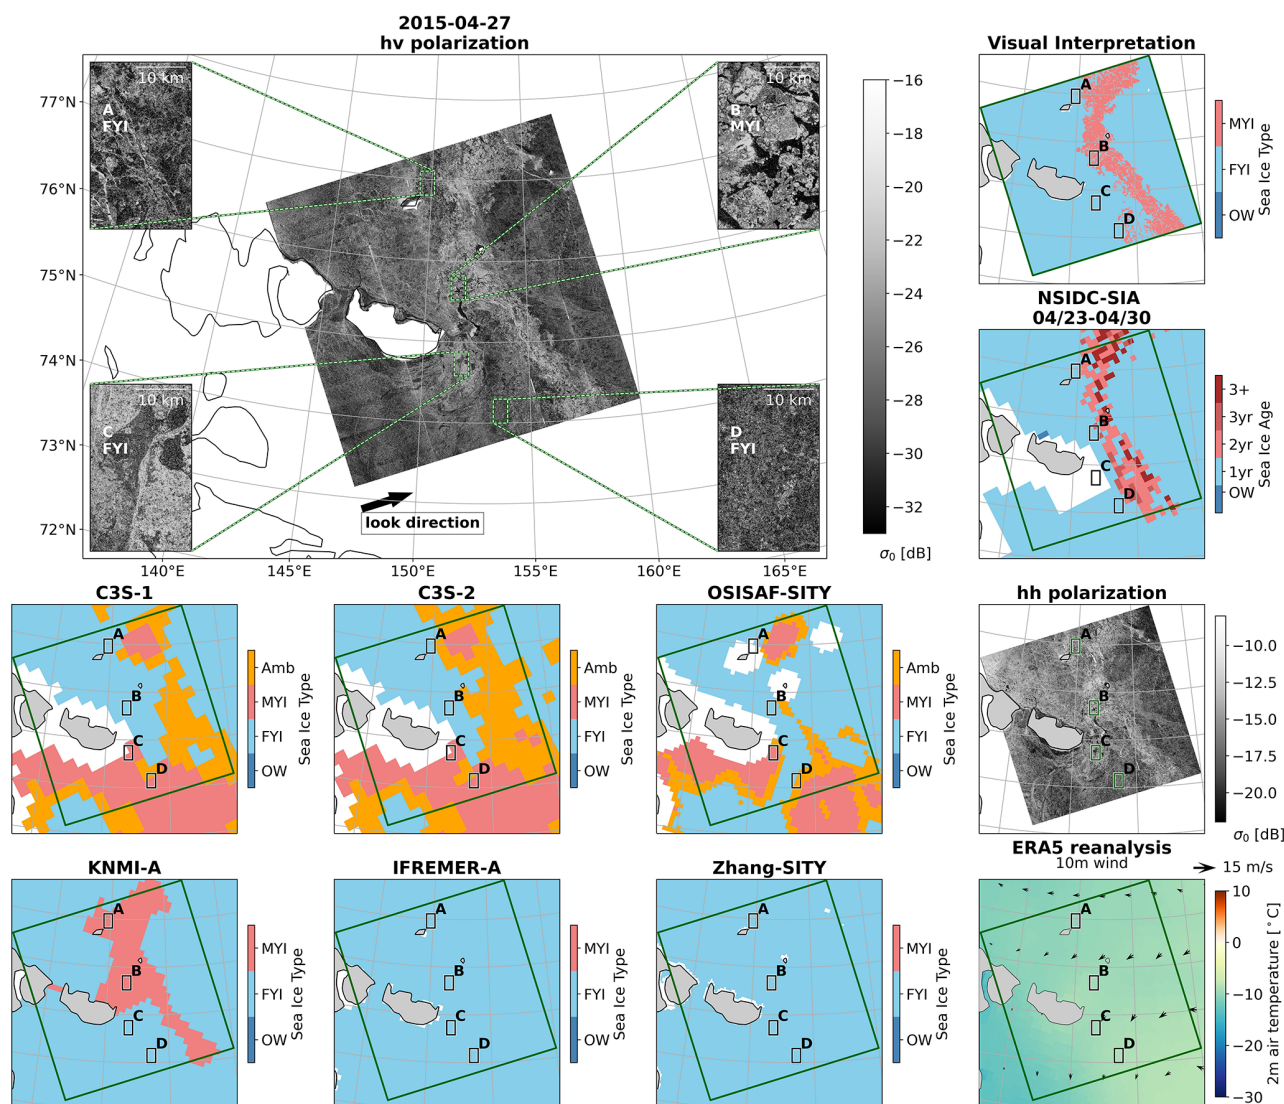 2015-04-27
hv polarization
77°N
76°N
75°N
74°N
73°N
72°N
140°E
145°E
150°E
155°E
160°E
165°E
10 km
A
FYI
10 km
B
MYI
10 km
C
FYI
10 km
D
FYI
look direction
−16
−18
−20
−22
−24
−26
−28
−30
−32
σ0 [dB]
Visual Interpretation
A
B
C
D
MYI
FYI
OW
Sea Ice Type
NSIDC-SIA
04/23-04/30
A
B
C
D
3+
3yr
2yr
1yr
OW
Sea Ice Age
C3S-1
A
B
C
D
Amb
MYI
FYI
OW
Sea Ice Type
C3S-2
A
B
C
D
Amb
MYI
FYI
OW
Sea Ice Type
OSISAF-SITY
A
B
C
D
Amb
MYI
FYI
OW
Sea Ice Type
hh polarization
A
B
C
D
−10.0
−12.5
−15.0
−17.5
−20.0
σ0 [dB]
KNMI-A
A
B
C
D
MYI
FYI
OW
Sea Ice Type
IFREMER-A
A
B
C
D
MYI
FYI
OW
Sea Ice Type
Zhang-SITY
A
B
C
D
MYI
FYI
OW
Sea Ice Type
ERA5 reanalysis
10m wind
15 m/s
A
B
C
D
10
0
−10
−20
−30
2m air temperature [°C]